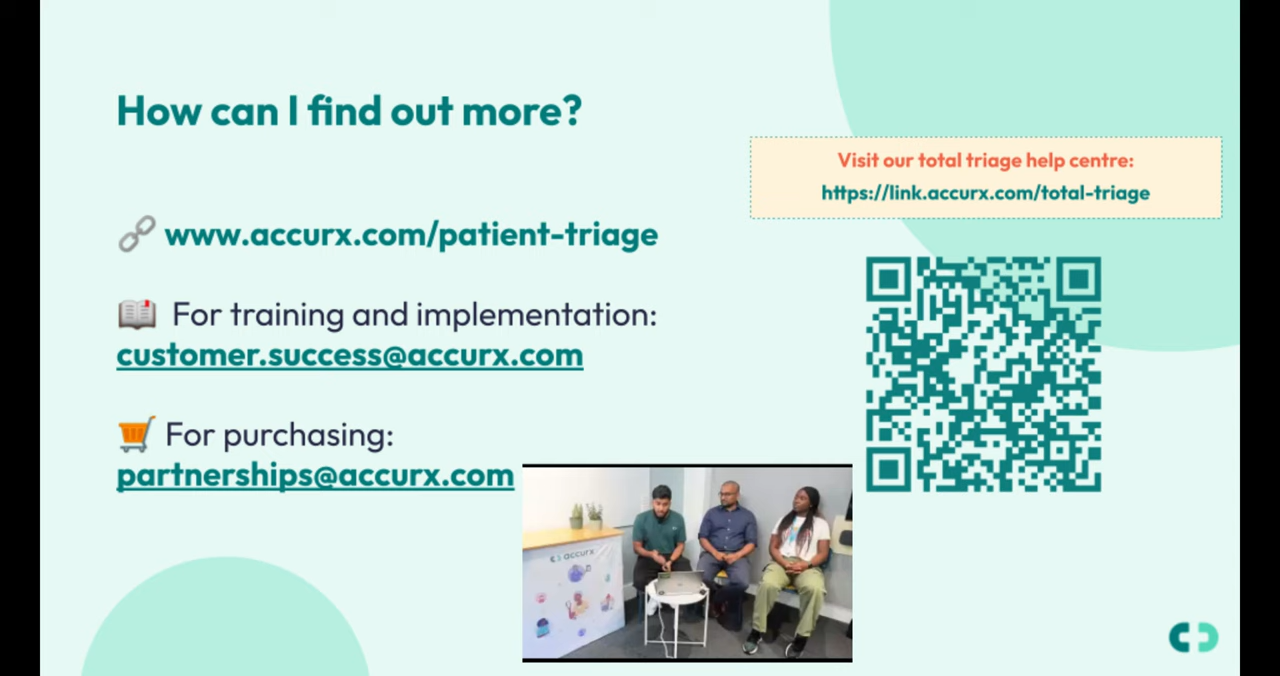 How can I find out more?
Visit our total triage help centre:
https://link.accurx.com/total-triage
www.accurx.com/patient-triage
For training and implementation:
customer.success@accurx.com
For purchasing:
partnerships@accurx.com
accurx